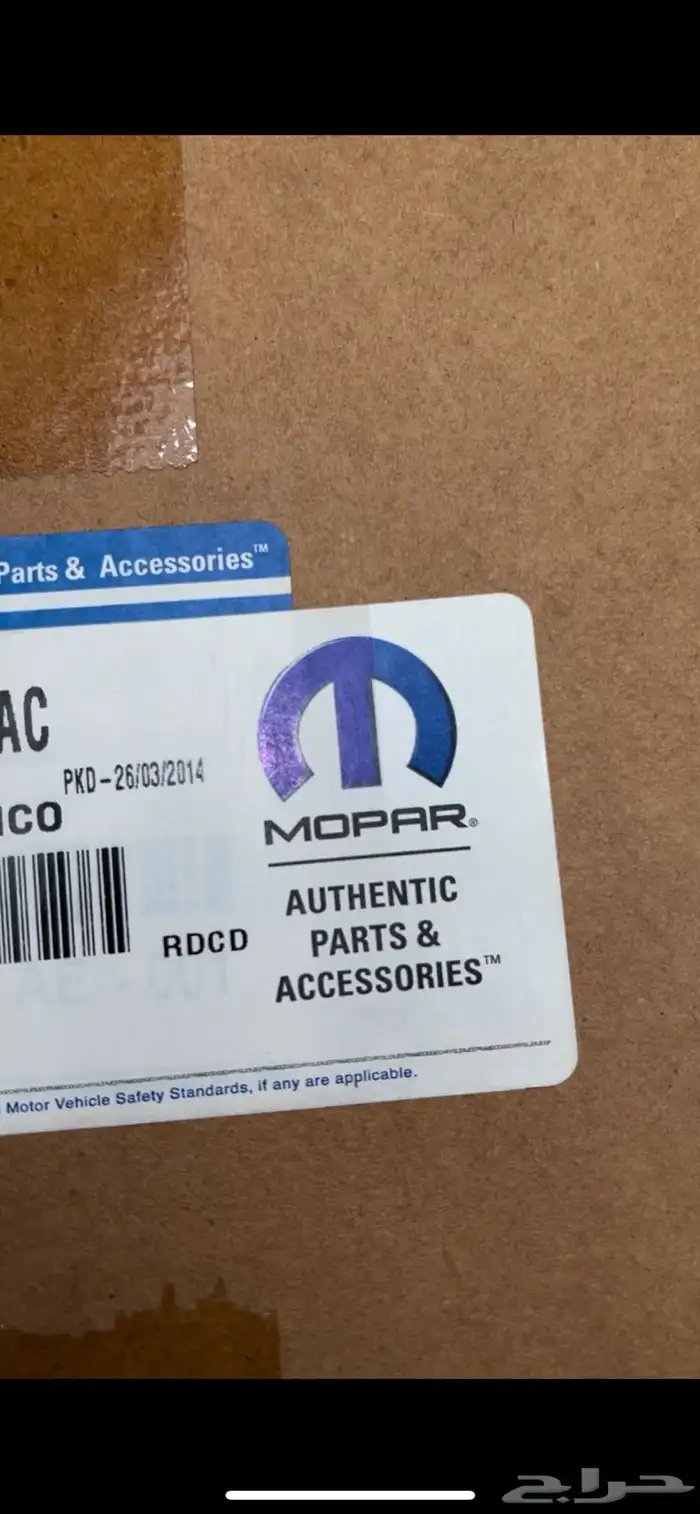 Parts & Accessories™
AC
PKD-26/03/2014
ICO
RDCD
MOPAR®
AUTHENTIC
PARTS &
ACCESSORIES™
Motor Vehicle Safety Standards, if any are applicable.
حراج